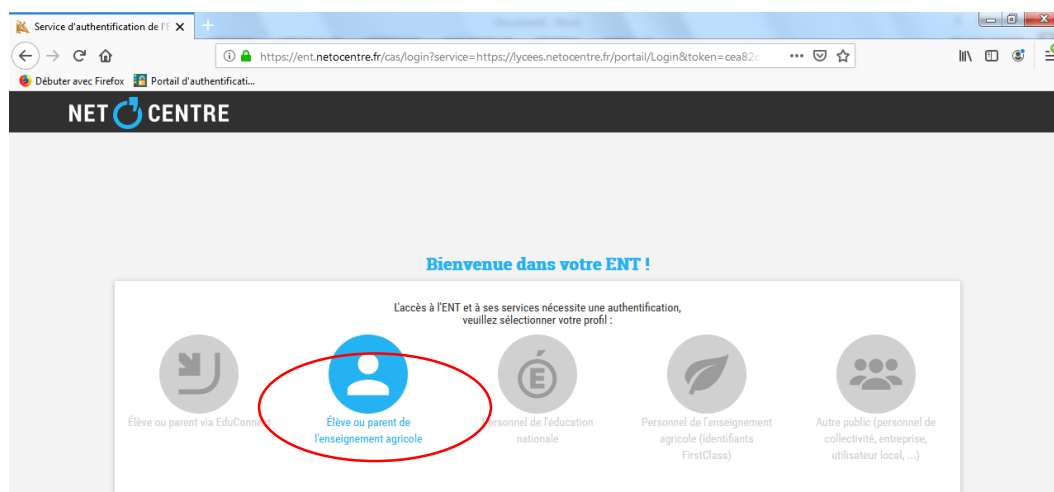 Service d'authentification de l'E
https://ent.netocentre.fr/cas/login?service=https://lycees.netocentre.fr/portail/Login&token=cea82c
Débuter avec Firefox Portail d'authentificati...
NET CENTRE
Bienvenue dans votre ENT !
L'accès à l'ENT et à ses services nécessite une authentification,
veuillez sélectionner votre profil :
Élève ou parent via EduConnect
Élève ou parent de
l'enseignement agricole
Personnel de l'éducation
nationale
Personnel de l'enseignement
agricole (identifiants
FirstClass)
Autre public (personnel de
collectivité, entreprise,
utilisateur local, ...)